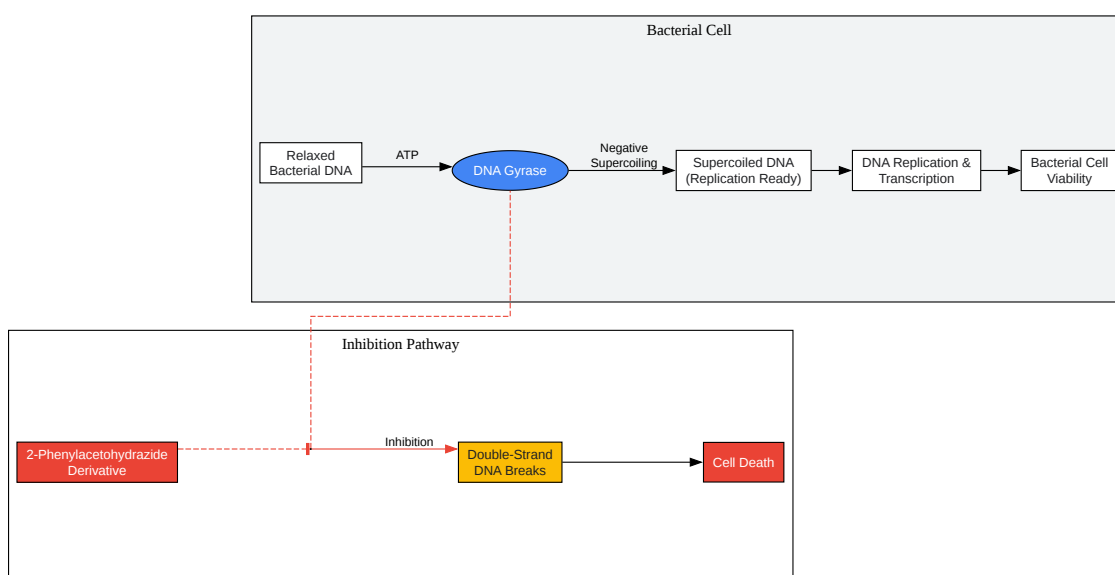 Bacterial Cell
Relaxed
Bacterial DNA
ATP
DNA Gyrase
Negative
Supercoiling
Supercoiled DNA
(Replication Ready)
DNA Replication &
Transcription
Bacterial Cell
Viability
Inhibition Pathway
2-Phenylacetohydrazide
Derivative
Inhibition
Double-Strand
DNA Breaks
Cell Death